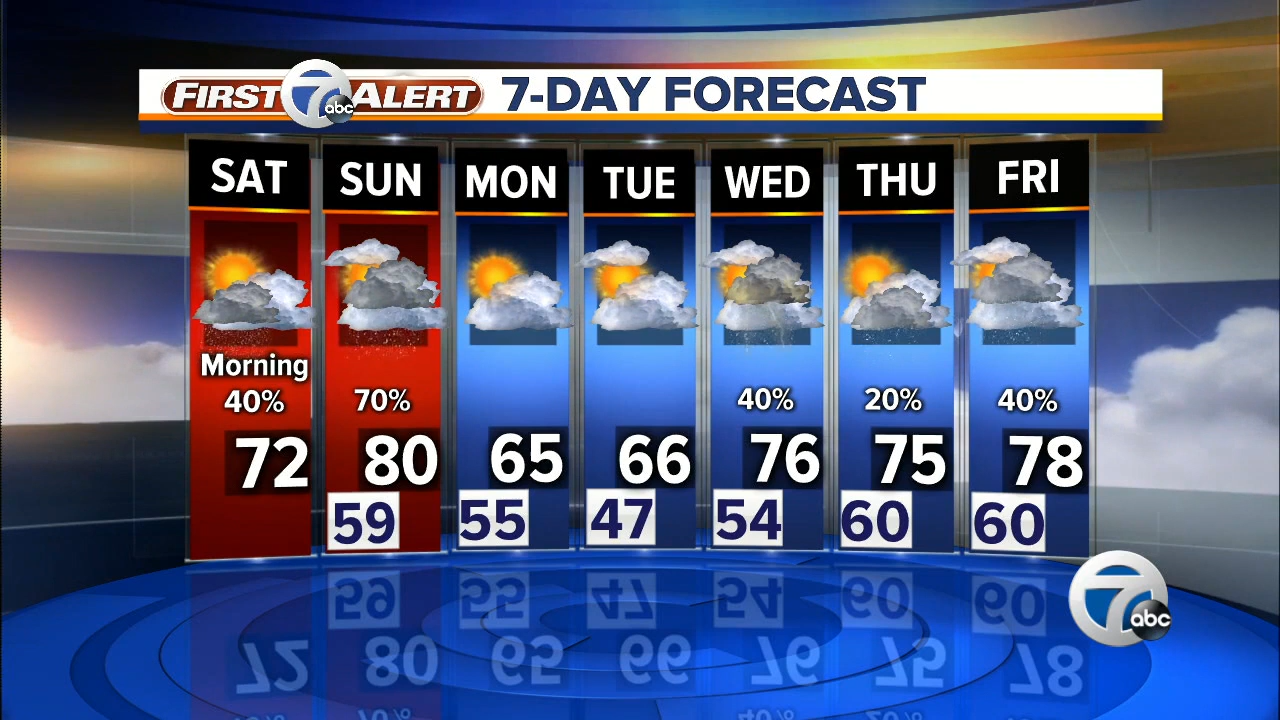 FIRST 7 abc ALERT 7-DAY FORECAST
SAT SUN MON TUE WED THU FRI
Morning
40% 70% 40% 20% 40%
72 80 65 66 76 75 78
59 55 47 54 60 60
7 abc